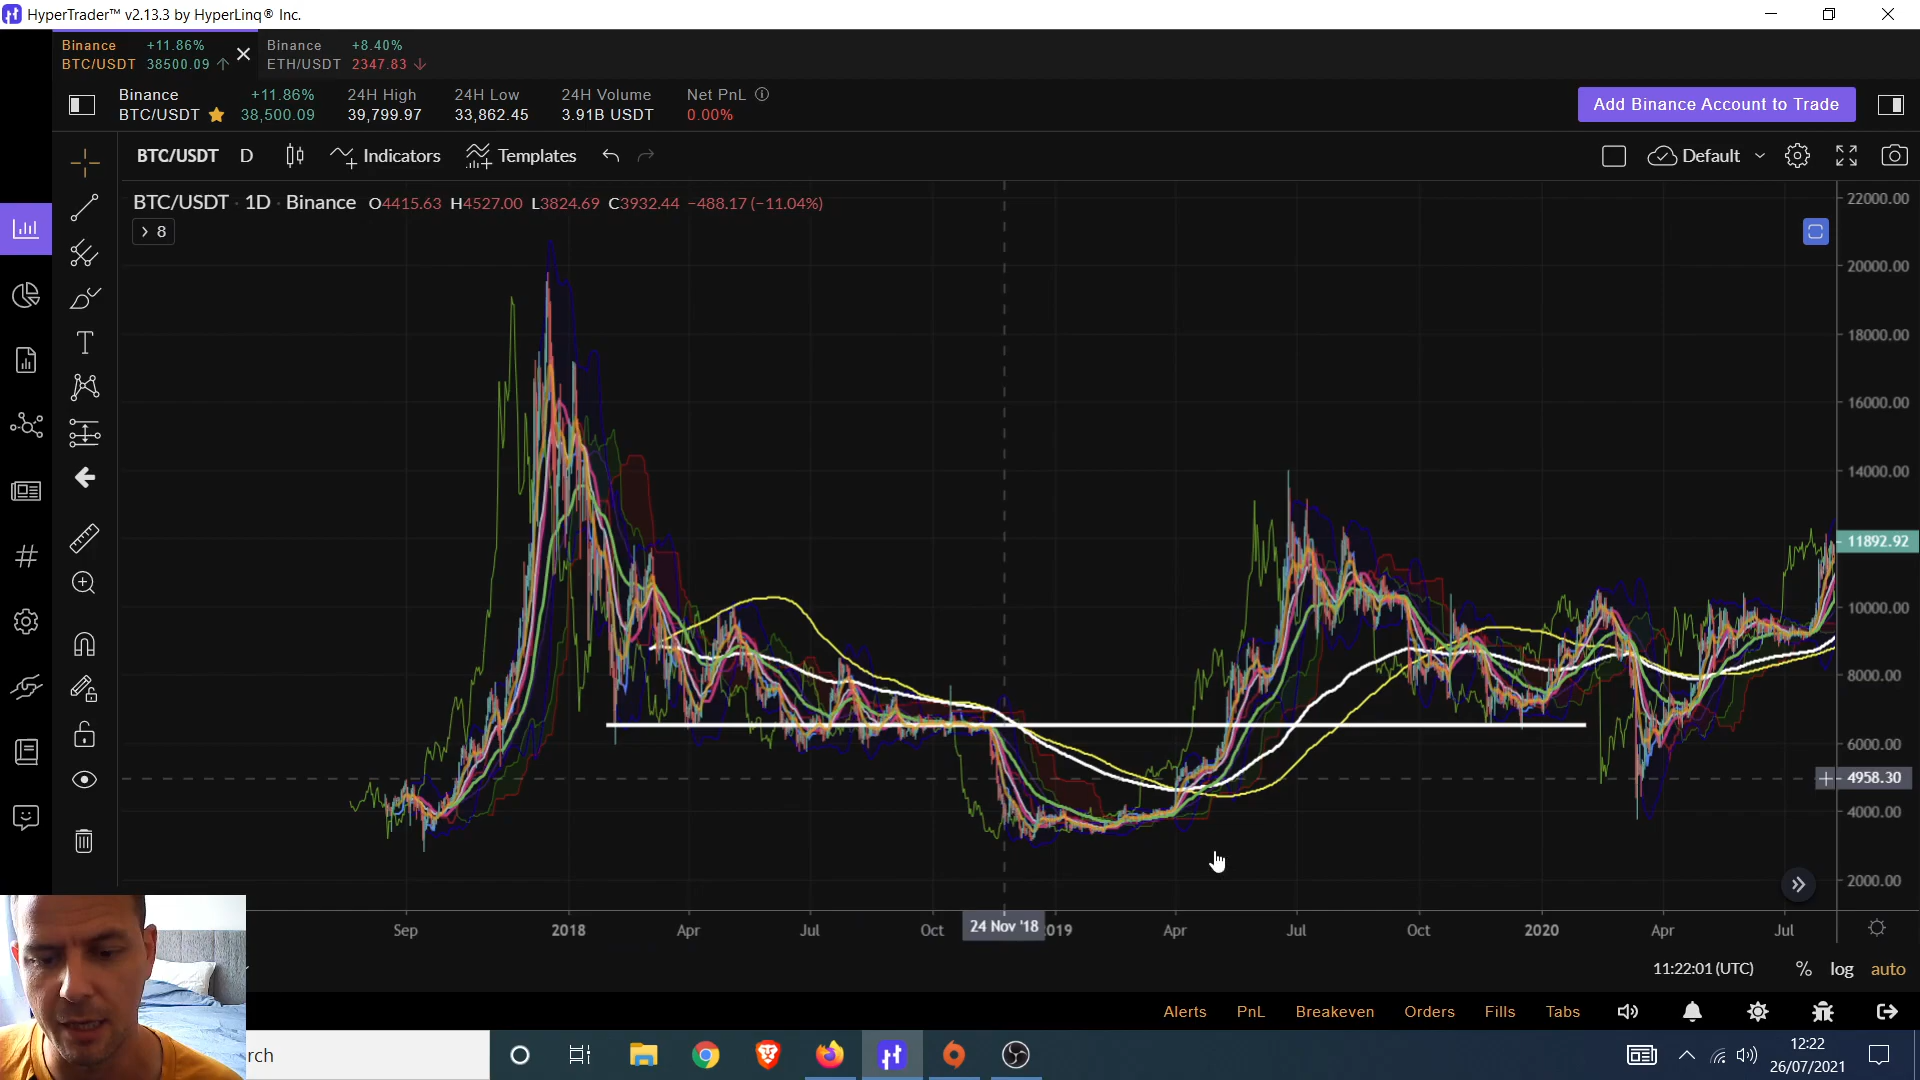 HyperTrader™ v2.13.3 by HyperLinq® Inc.
Binance +11.86%
BTC/USDT 38500.09
Binance +8.40%
ETH/USDT 2347.83
Binance +11.86%
BTC/USDT 38,500.09
24H High
39,799.97
24H Low
33,862.45
24H Volume
3.91B USDT
Net PnL
0.00%
Add Binance Account to Trade
BTC/USDT D Indicators Templates Default
BTC/USDT 1D Binance O4415.63 H4527.00 L3824.69 C3932.44 −488.17 (−11.04%)
8
22000.00
20000.00
18000.00
16000.00
14000.00
11892.92
10000.00
8000.00
6000.00
4958.30
4000.00
2000.00
Sep 2018 Apr Jul Oct 24 Nov '18 2019 Apr Jul Oct 2020 Apr Jul
11:22:01 (UTC) % log auto
Alerts PnL Breakeven Orders Fills Tabs
rch
12:22
26/07/2021